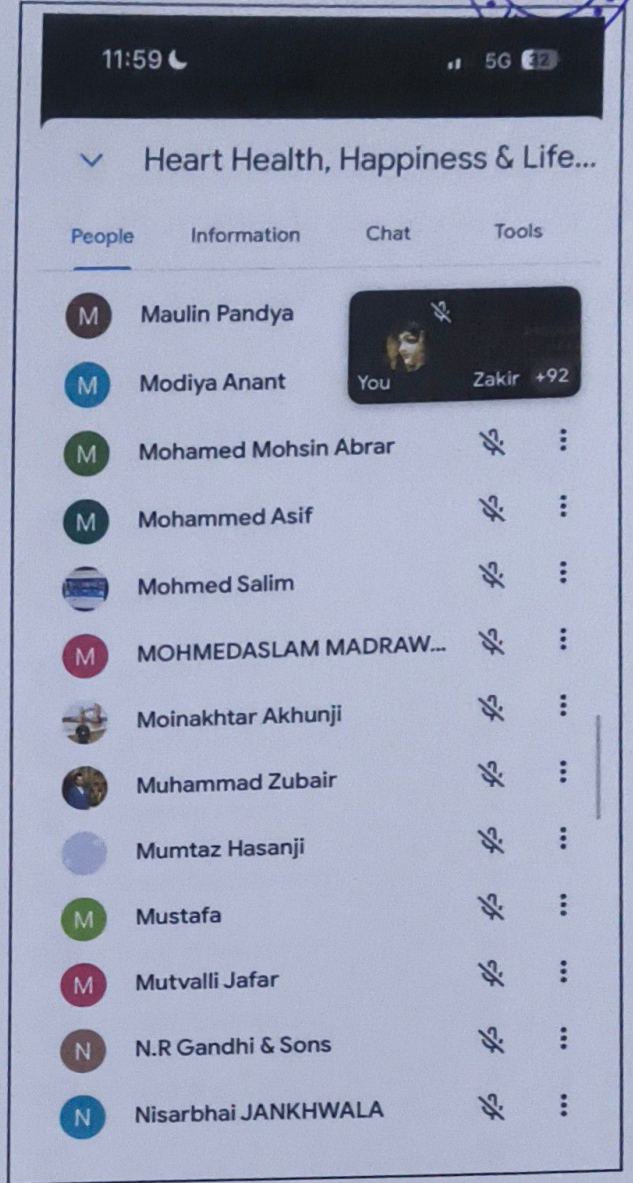 11:59 5G 32
Heart Health, Happiness & Life...
People Information Chat Tools
M Maulin Pandya
M Modiya Anant
You Zakir +92
M Mohamed Mohsin Abrar
M Mohammed Asif
Mohmed Salim
M MOHMEDASLAM MADRAW...
Moinakhtar Akhunji
Muhammad Zubair
Mumtaz Hasanji
M Mustafa
M Mutvalli Jafar
N N.R Gandhi & Sons
N Nisarbhai JANKHWALA